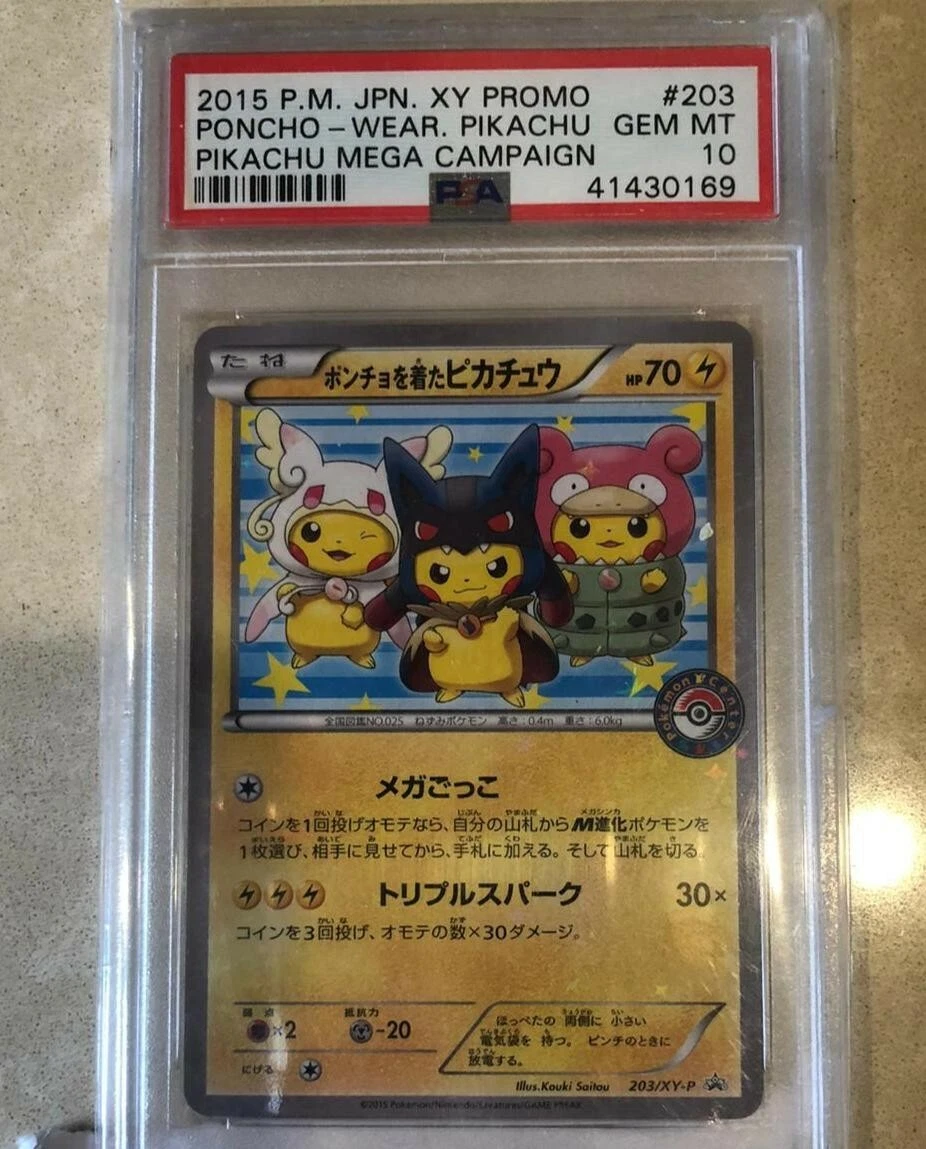 2015 P.M. JPN. XY PROMO #203
PONCHO-WEAR. PIKACHU GEM MT
PIKACHU MEGA CAMPAIGN 10
PSA 41430169
たね ポンチョを着たピカチュウ HP70
Pokémon Center
全国図鑑NO.025 ねずみポケモン 高さ:0.4m 重さ:6.0kg
メガごっこ
コインを1回投げオモテなら、自分の山札からM進化ポケモンを
1枚選び、相手に見せてから、手札に加える。そして山札を切る。
トリプルスパーク 30×
コインを3回投げ、オモテの数×30ダメージ。
弱点 抵抗力
×2 -20
にげる
ほっぺたの 両側に 小さい
電気袋を 持つ。 ピンチのときに
放電する。
Illus.Kouki Saitou 203/XY-P
©2015 Pokémon/Nintendo/Creatures/GAME FREAK